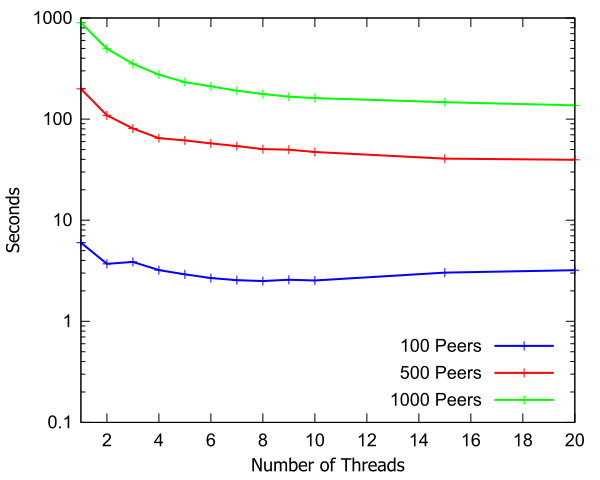 1000
100
10
1
0.1
Seconds
100 Peers
500 Peers
1000 Peers
2 4 6 8 10 12 14 16 18 20
Number of Threads